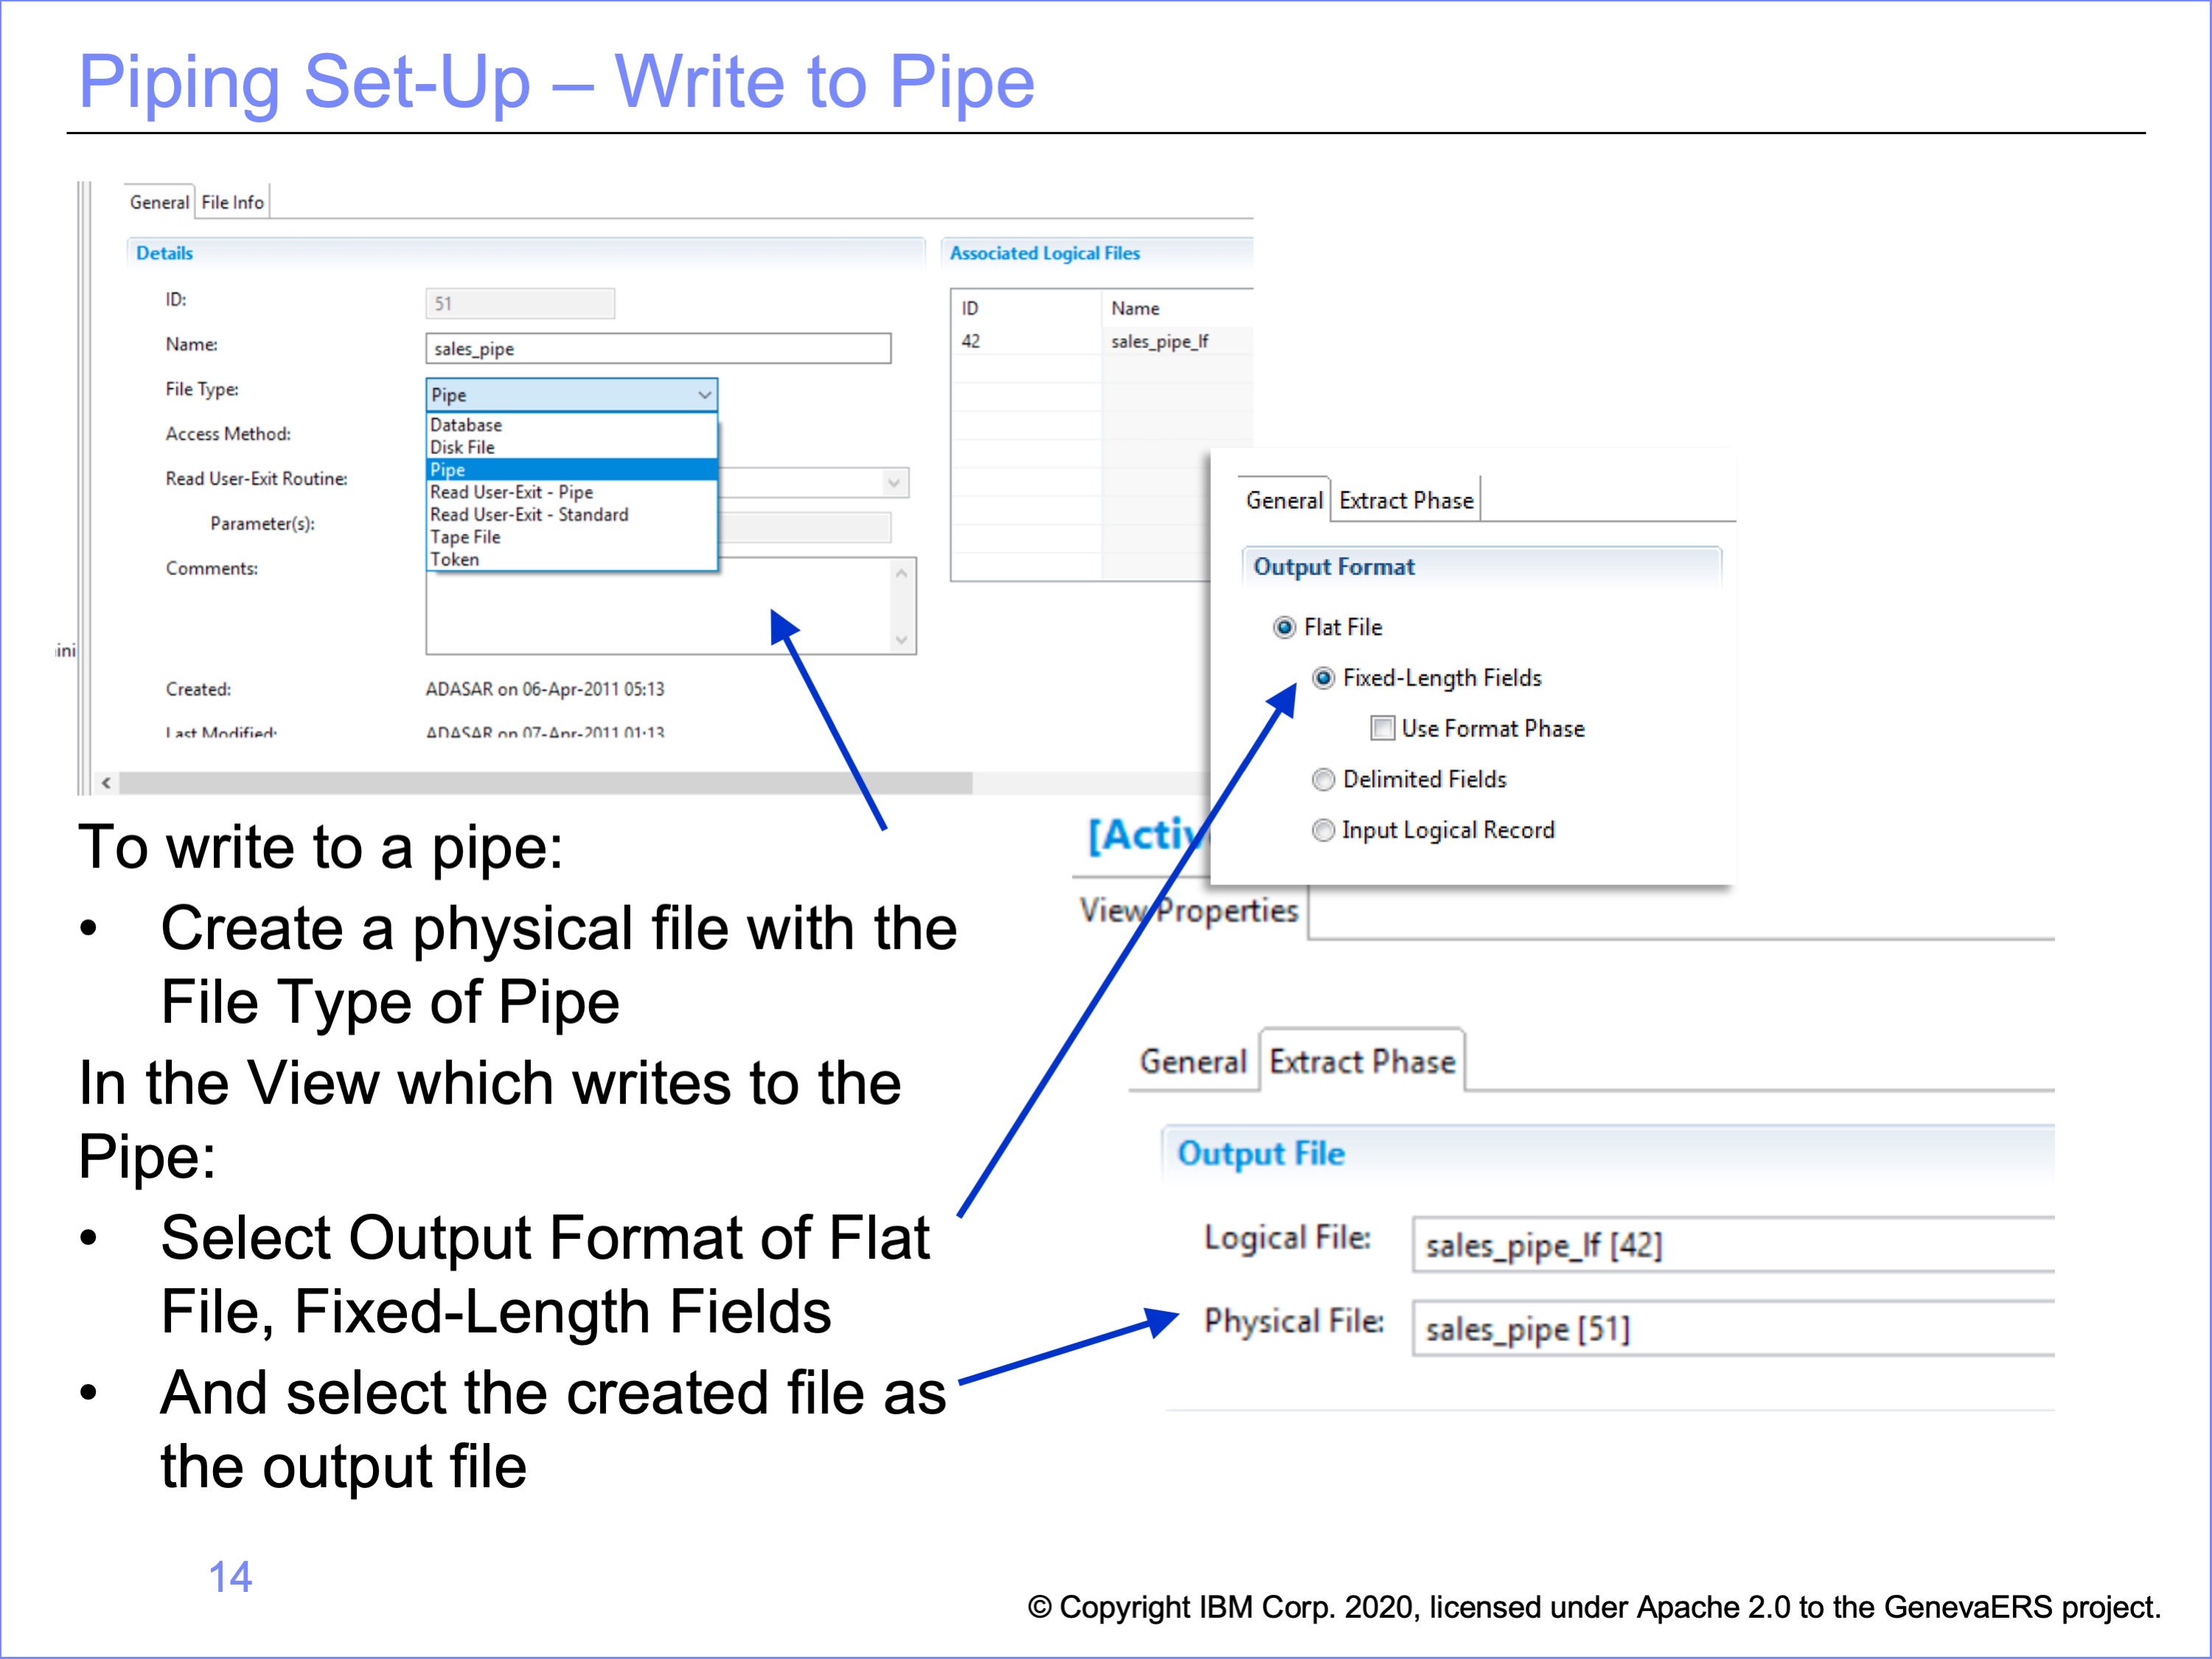 Piping Set-Up – Write to Pipe
General File Info
Details
ID: 51
Name: sales_pipe
File Type: Pipe
Database
Disk File
Pipe
Read User-Exit - Pipe
Read User-Exit - Standard
Tape File
Token
Access Method:
Read User-Exit Routine:
Parameter(s):
Comments:
Created: ADASAR on 06-Apr-2011 05:13
Last Modified: ADASAR on 07-Apr-2011 01:13
Associated Logical Files
ID Name
42 sales_pipe_lf
General Extract Phase
Output Format
Flat File
Fixed-Length Fields
Use Format Phase
Delimited Fields
Input Logical Record
View Properties
General Extract Phase
Output File
Logical File: sales_pipe_lf [42]
Physical File: sales_pipe [51]
To write to a pipe:
• Create a physical file with the
File Type of Pipe
In the View which writes to the
Pipe:
• Select Output Format of Flat
File, Fixed-Length Fields
• And select the created file as
the output file
14
© Copyright IBM Corp. 2020, licensed under Apache 2.0 to the GenevaERS project.